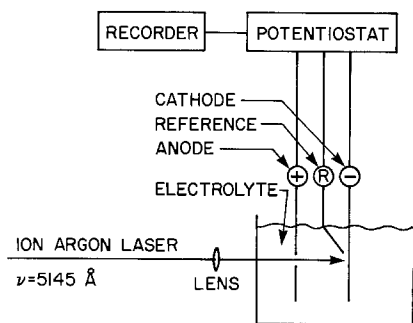 RECORDER
POTENTIOSTAT
CATHODE
REFERENCE
ANODE
+ R −
ELECTROLYTE
ION ARGON LASER
ν=5145 Å
LENS